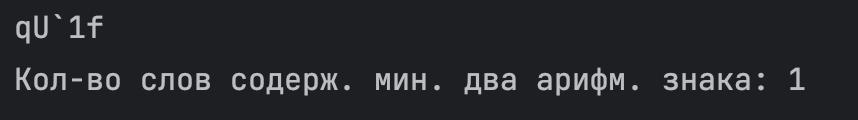 qU`1f
Кол-во слов содерж. мин. два арифм. знака: 1